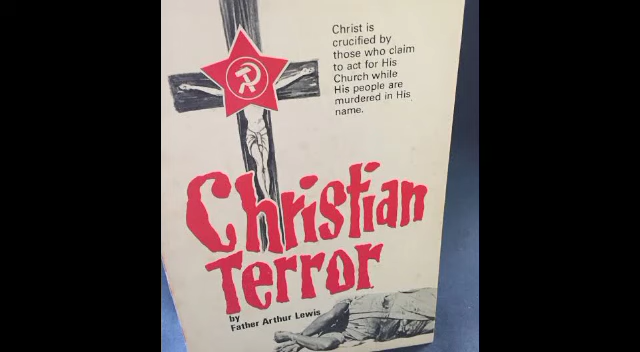 Christ is
crucified by
those who claim
to act for His
Church while
His people are
murdered in His
name.
Christian
Terror
by
Father Arthur Lewis